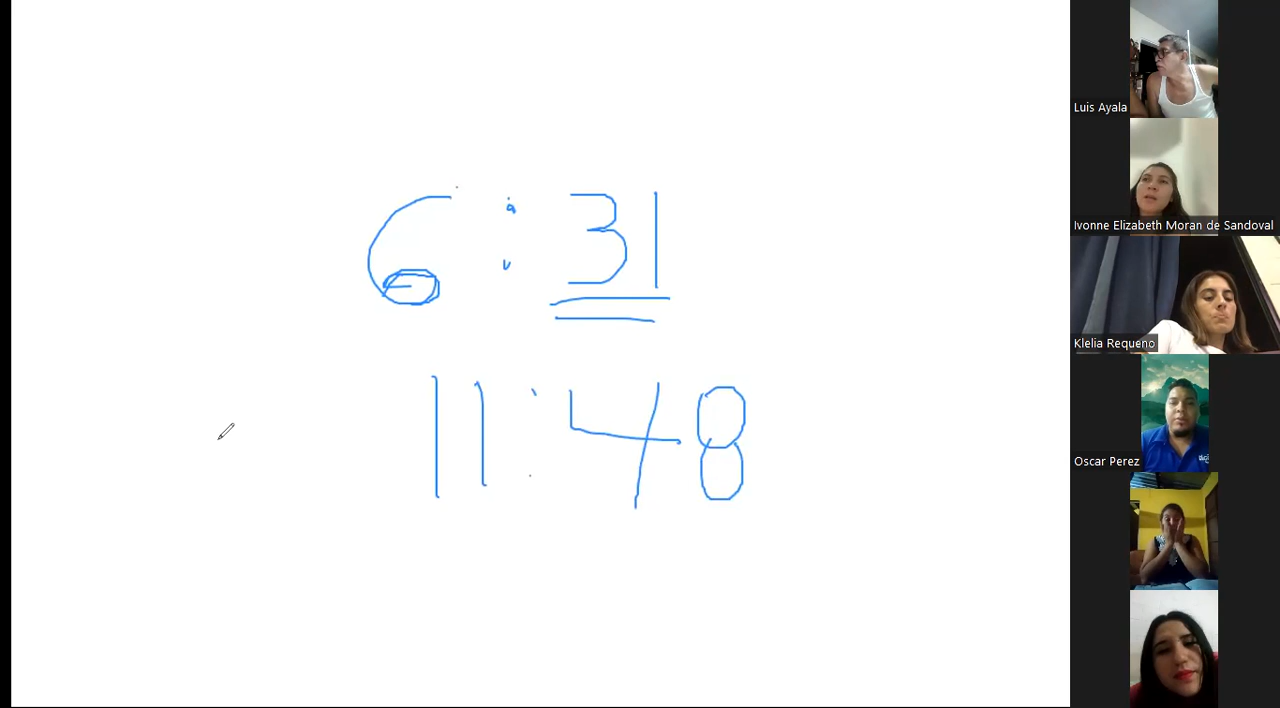 6:31
11:48
Luis Ayala
Ivonne Elizabeth Moran de Sandoval
Klelia Requeno
Oscar Perez